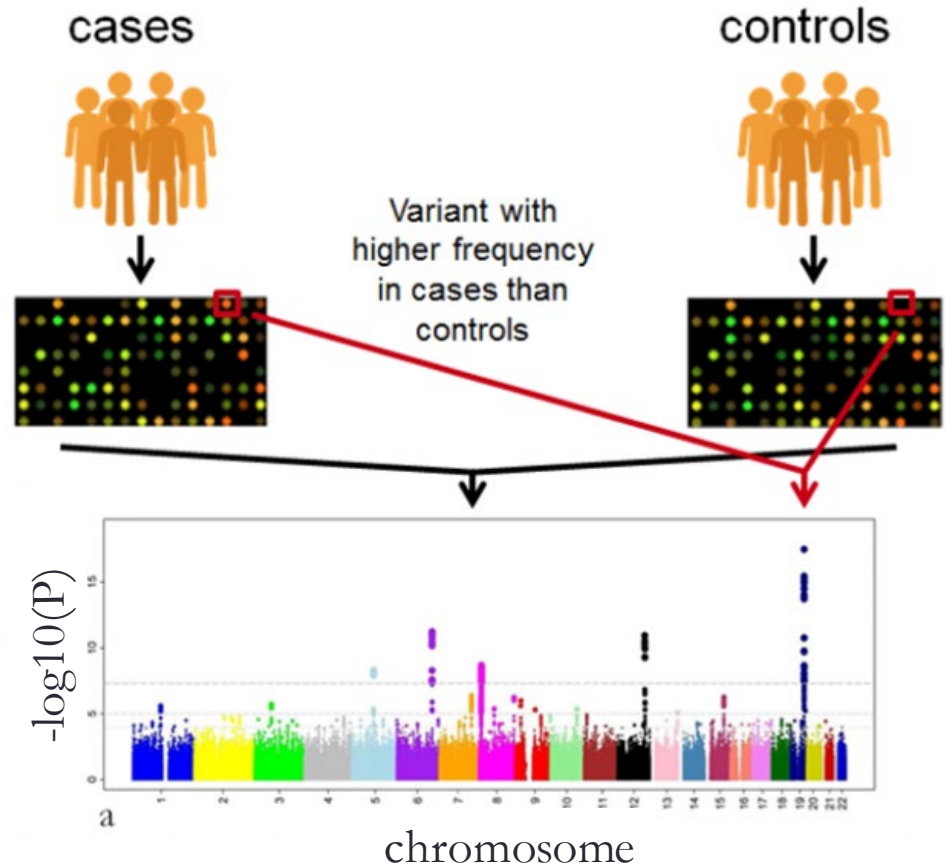 cases
controls
Variant with
higher frequency
in cases than
controls
-log10(P)
15
10
5
0
1 2 3 4 5 6 7 8 9 10 11 12 13 14 15 16 17 18 19 20 21 22
a
chromosome